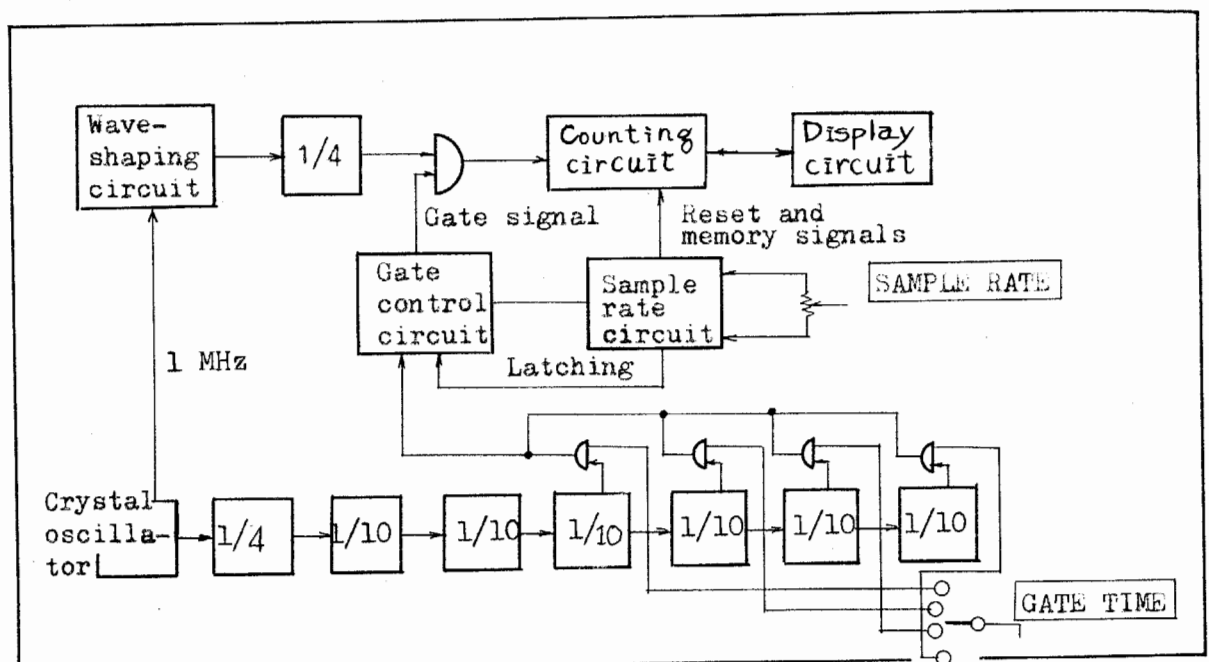 Wave-
shaping
circuit
1/4
Counting
circuit
Display
circuit
Gate signal
Reset and
memory signals
Gate
control
circuit
Sample
rate
circuit
SAMPLE RATE
1 MHz
Latching
Crystal
oscilla-
tor
1/4
1/10
1/10
1/10
1/10
1/10
1/10
GATE TIME